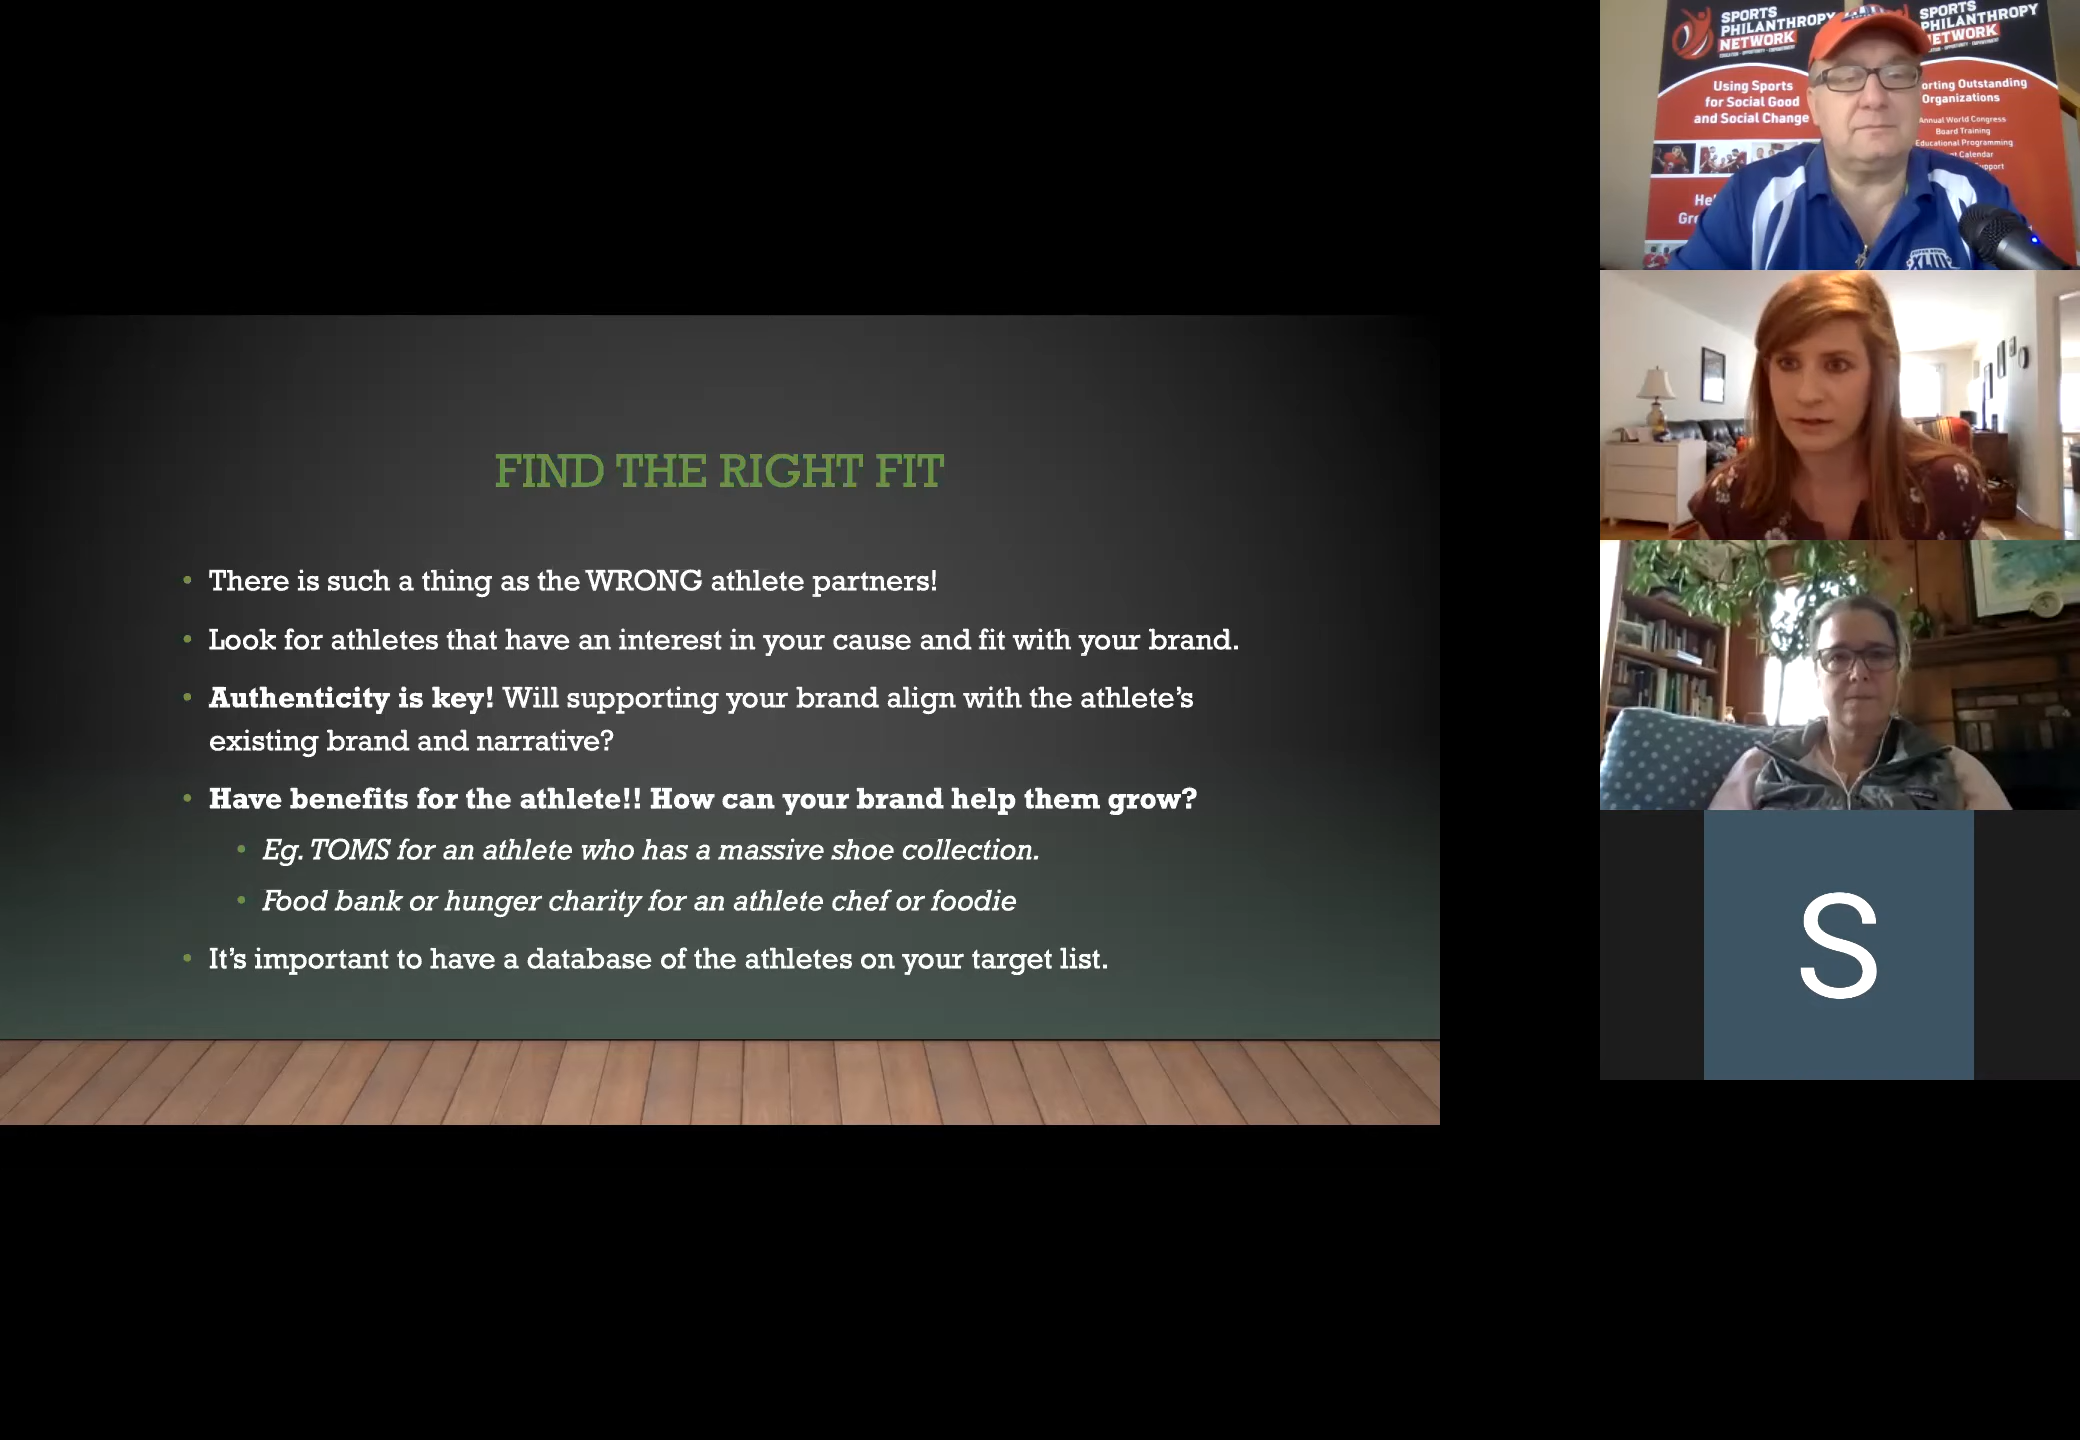 FIND THE RIGHT FIT
There is such a thing as the WRONG athlete partners!
Look for athletes that have an interest in your cause and fit with your brand.
Authenticity is key! Will supporting your brand align with the athlete's
existing brand and narrative?
Have benefits for the athlete!! How can your brand help them grow?
Eg. TOMS for an athlete who has a massive shoe collection.
Food bank or hunger charity for an athlete chef or foodie
It's important to have a database of the athletes on your target list.
SPORTS
PHILANTHROPY
NETWORK
Using Sports
for Social Good
and Social Change
SPORTS
PHILANTHROPY
NETWORK
Outstanding
Organizations
Annual World Congress
Board Training
Educational Programming
Calendar
XLIII
S